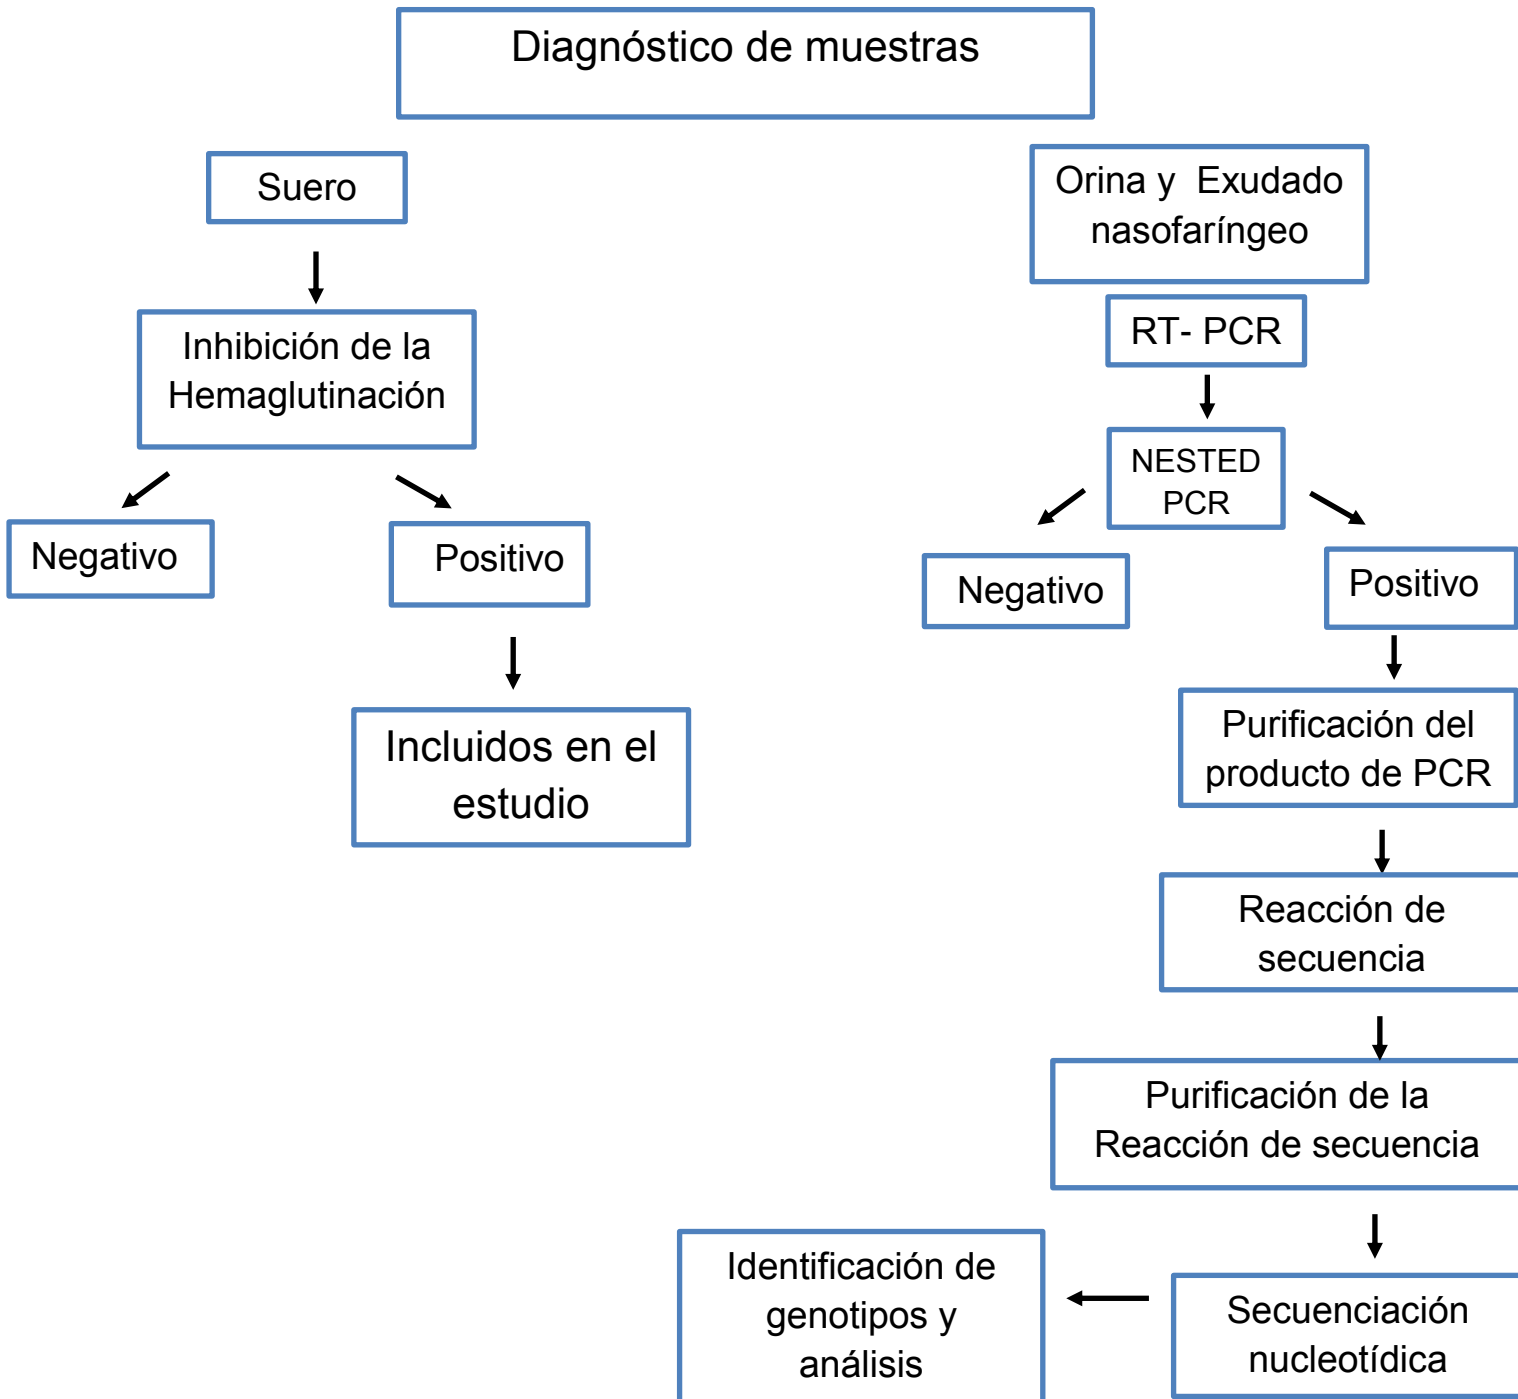 Diagnóstico de muestras
Suero
Inhibición de la
Hemaglutinación
Negativo
Positivo
Incluidos en el
estudio
Orina y Exudado
nasofaríngeo
RT- PCR
NESTED
PCR
Negativo
Positivo
Purificación del
producto de PCR
Reacción de
secuencia
Purificación de la
Reacción de secuencia
Secuenciación
nucleotídica
Identificación de
genotipos y
análisis